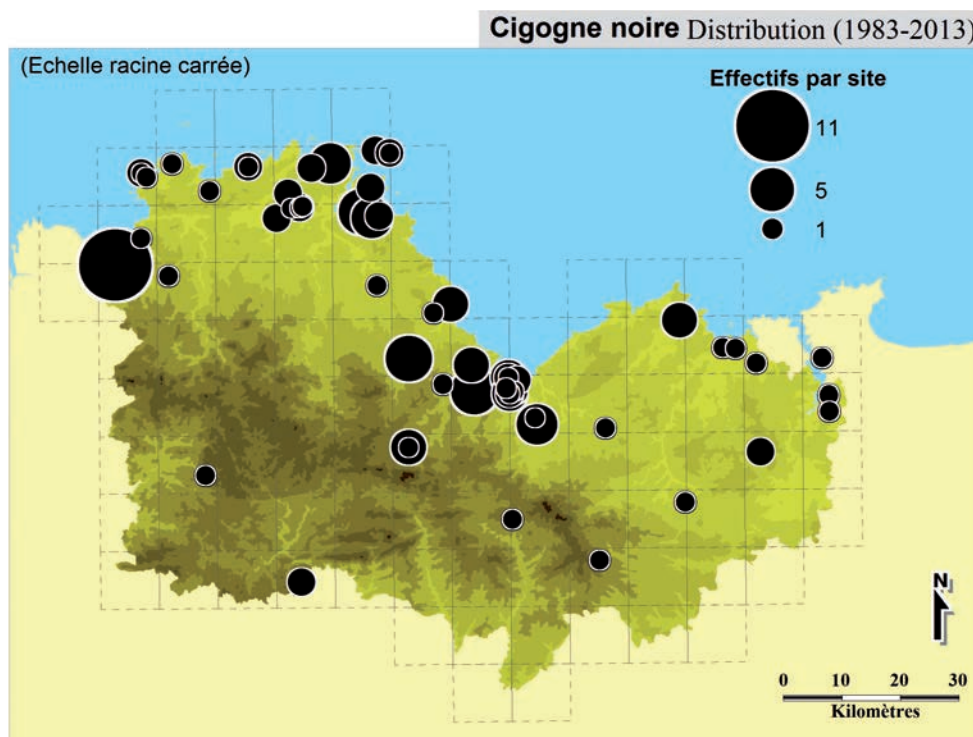 Cigogne noire Distribution (1983-2013)
(Echelle racine carrée)
Effectifs par site
11
5
1
N
0 10 20 30
Kilomètres